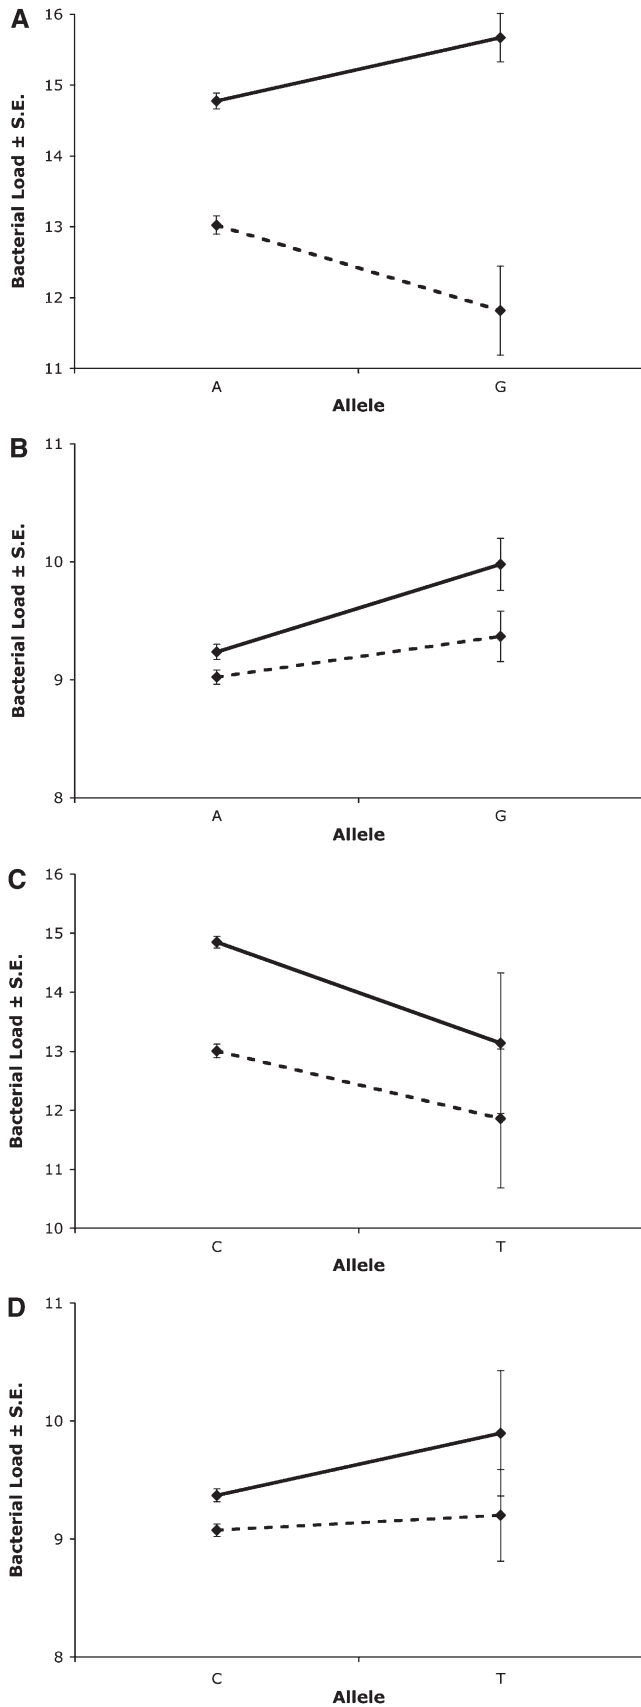 A
16
15
14
13
12
11
Bacterial Load ± S.E.
A G
Allele
B
11
10
9
8
Bacterial Load ± S.E.
A G
Allele
C
16
15
14
13
12
11
10
Bacterial Load ± S.E.
C T
Allele
D
11
10
9
8
Bacterial Load ± S.E.
C T
Allele